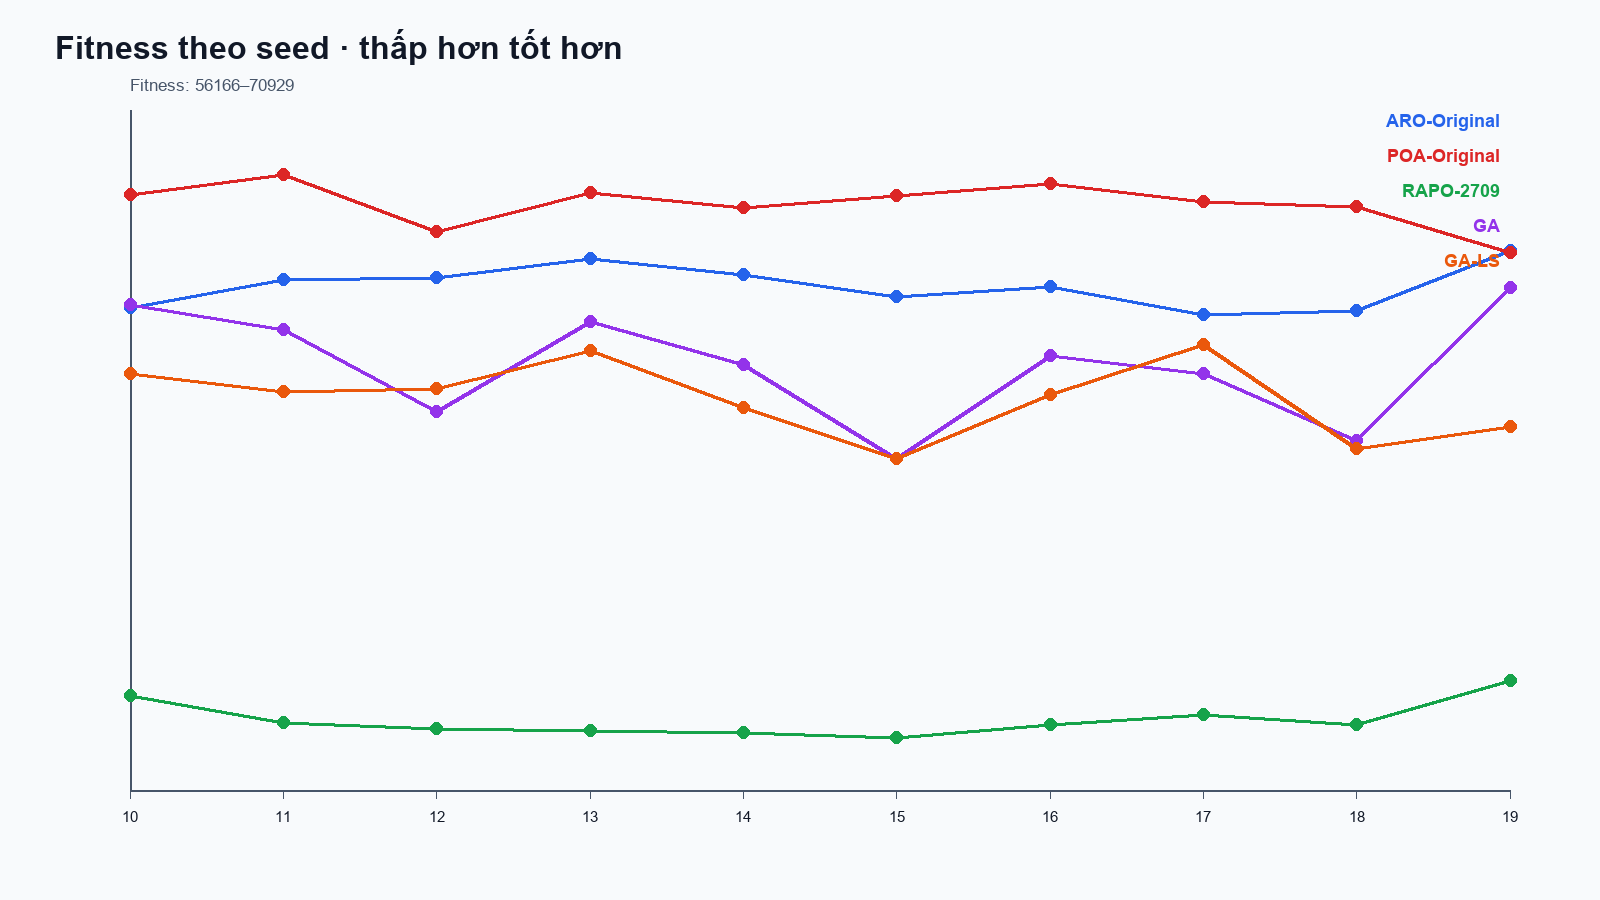 Fitness theo seed · thấp hơn tốt hơn
Fitness: 56166–70929
ARO-Original
POA-Original
RAPO-2709
GA
GA-LS
10 11 12 13 14 15 16 17 18 19